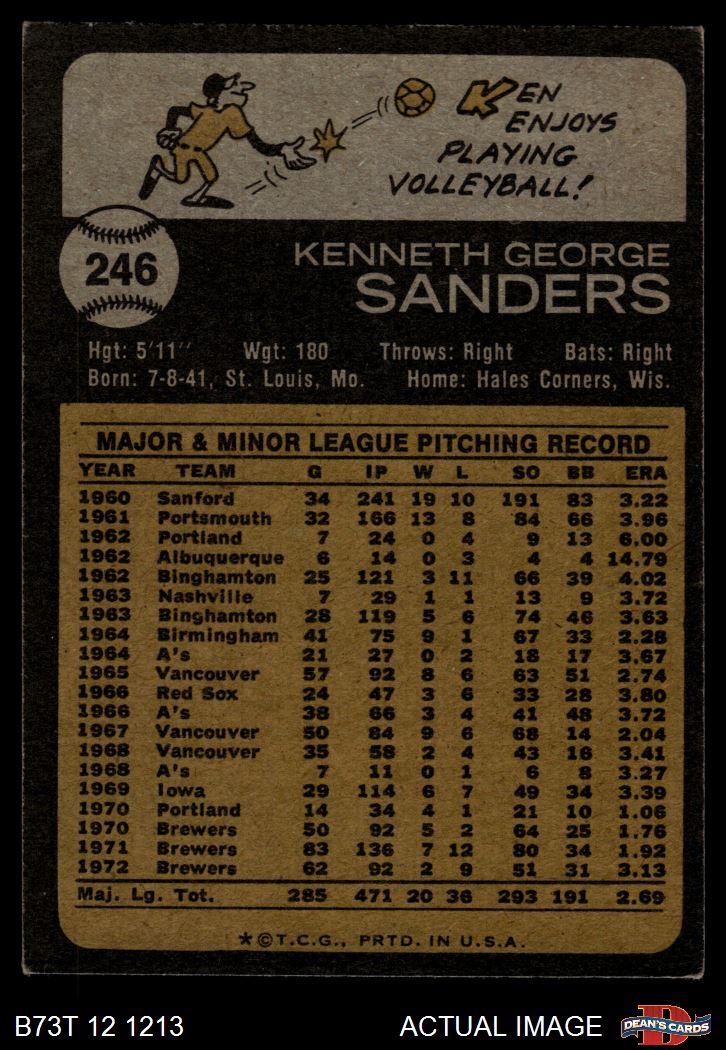 KEN
ENJOYS
PLAYING
VOLLEYBALL!
246
KENNETH GEORGE
SANDERS
Hgt: 5'11" Wgt: 180 Throws: Right Bats: Right
Born: 7-8-41, St. Louis, Mo. Home: Hales Corners, Wis.
MAJOR & MINOR LEAGUE PITCHING RECORD
YEAR TEAM G IP W L SO BB ERA
1960 Sanford 34 241 19 10 191 83 3.22
1961 Portsmouth 32 166 13 8 84 66 3.96
1962 Portland 7 24 0 4 9 13 6.00
1962 Albuquerque 6 14 0 3 4 4 14.79
1962 Binghamton 25 121 3 11 66 39 4.02
1963 Nashville 7 29 1 1 13 9 3.72
1963 Binghamton 28 119 5 6 74 46 3.63
1964 Birmingham 41 75 9 1 67 33 2.28
1964 A's 21 27 0 2 18 17 3.67
1965 Vancouver 57 92 8 6 63 51 2.74
1966 Red Sox 24 47 3 6 33 28 3.80
1966 A's 38 66 3 4 41 48 3.72
1967 Vancouver 50 84 9 6 68 14 2.04
1968 Vancouver 35 58 2 4 43 16 3.41
1968 A's 7 11 0 1 6 8 3.27
1969 Iowa 29 114 6 7 49 34 3.39
1970 Portland 14 34 4 1 21 10 1.06
1970 Brewers 50 92 5 2 64 25 1.76
1971 Brewers 83 136 7 12 80 34 1.92
1972 Brewers 62 92 2 9 51 31 3.13
Maj. Lg. Tot. 285 471 20 36 293 191 2.69
*©T.C.G., PRTD. IN U.S.A.
B73T 12 1213 ACTUAL IMAGE DEAN'S CARDS